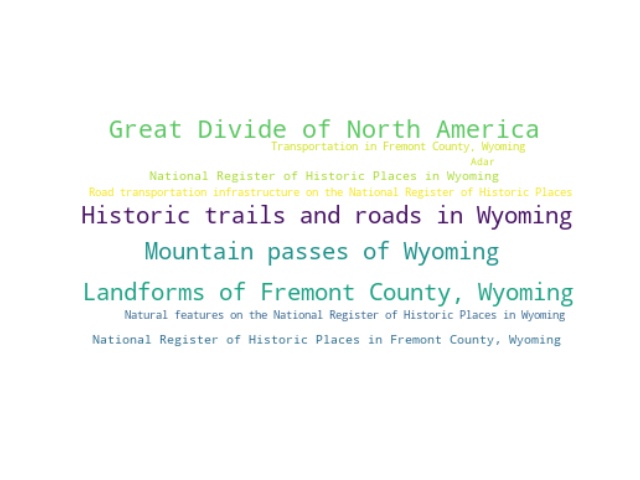 Great Divide of North America
Transportation in Fremont County, Wyoming
Adar
National Register of Historic Places in Wyoming
Road transportation infrastructure on the National Register of Historic Places
Historic trails and roads in Wyoming
Mountain passes of Wyoming
Landforms of Fremont County, Wyoming
Natural features on the National Register of Historic Places in Wyoming
National Register of Historic Places in Fremont County, Wyoming